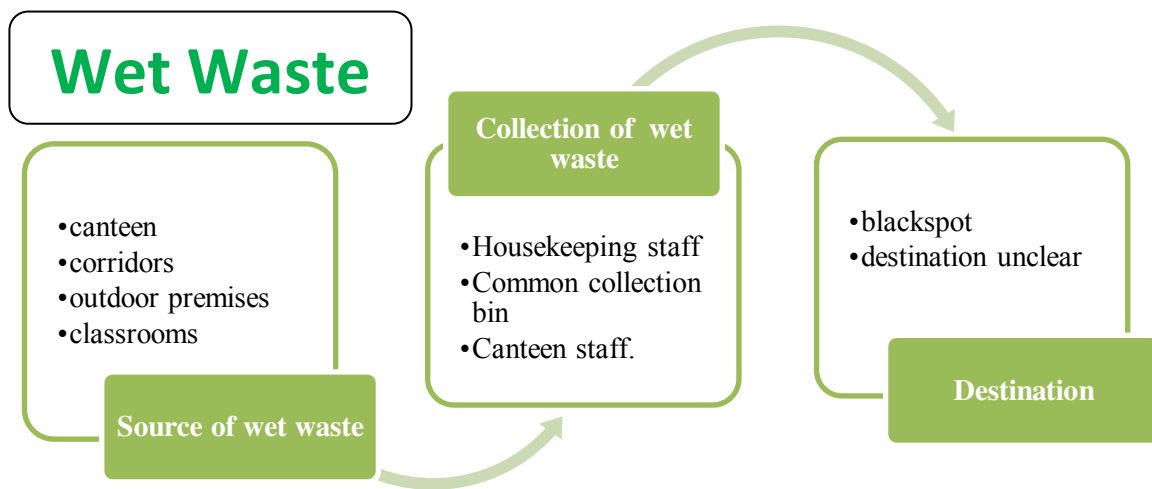 Wet Waste
•canteen
•corridors
•outdoor premises
•classrooms
Source of wet waste
Collection of wet
waste
•Housekeeping staff
•Common collection
bin
•Canteen staff.
•blackspot
•destination unclear
Destination